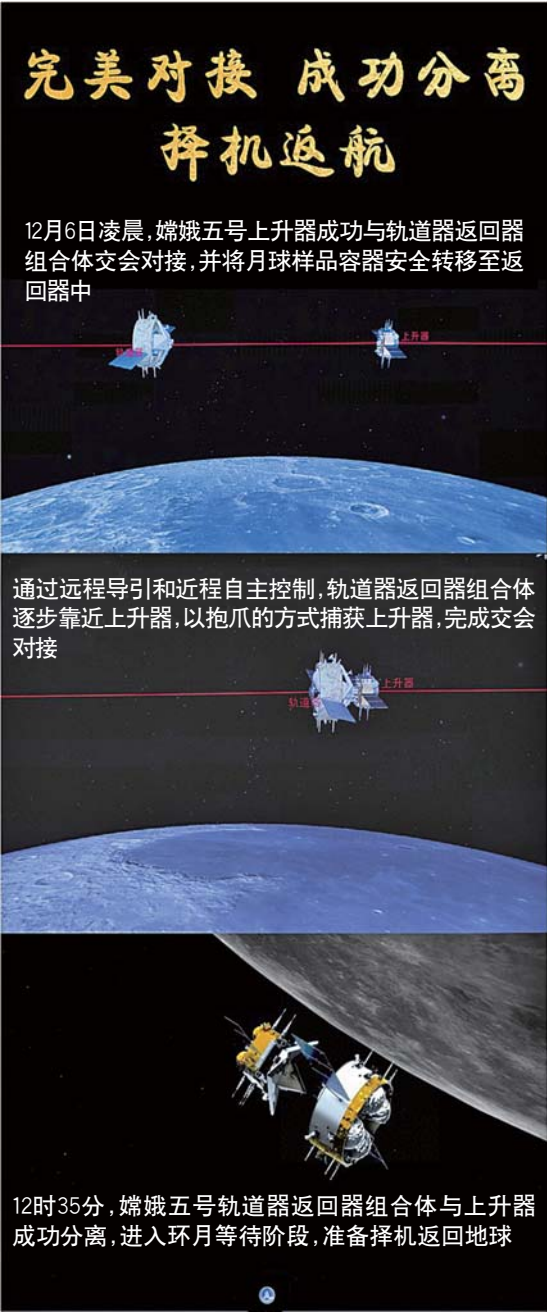 完美对接 成功分离
择机返航
12月6日凌晨,嫦娥五号上升器成功与轨道器返回器
组合体交会对接,并将月球样品容器安全转移至返
回器中
上升器
通过远程导引和近程自主控制,轨道器返回器组合体
逐步靠近上升器,以抱爪的方式捕获上升器,完成交会
对接
上升器
轨道
12时35分,嫦娥五号轨道器返回器组合体与上升器
成功分离,进入环月等待阶段,准备择机返回地球